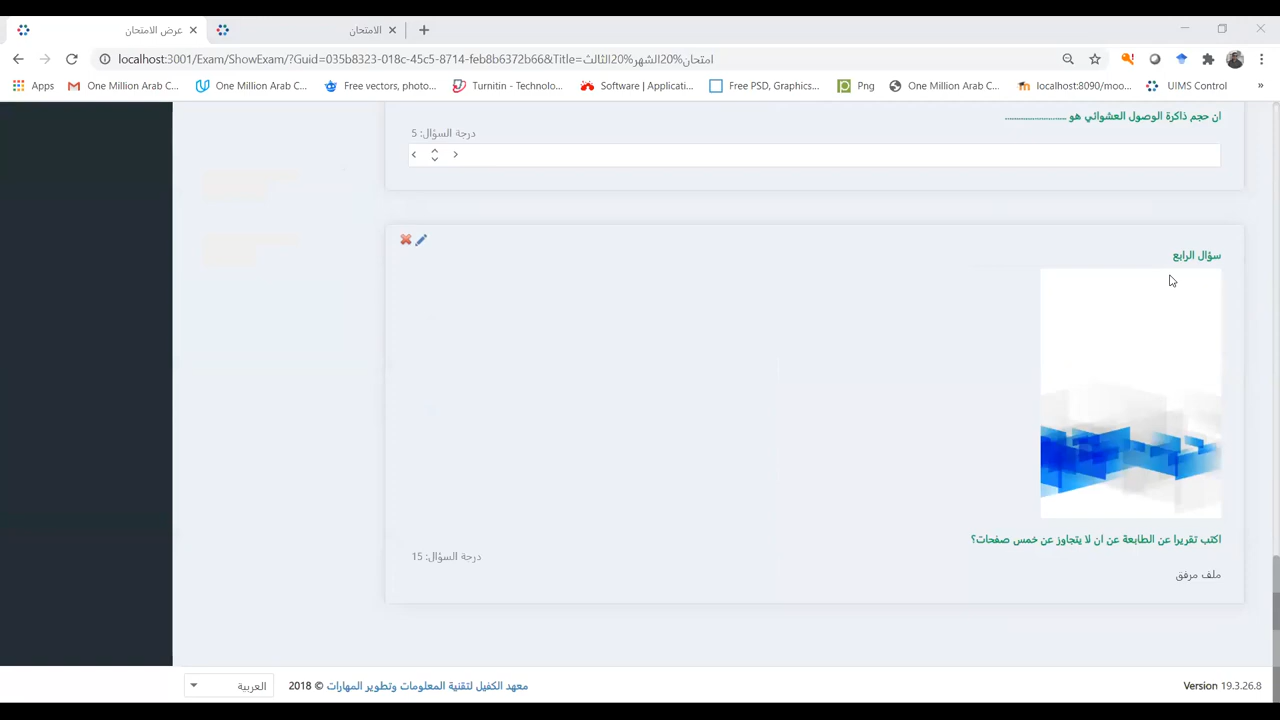 عرض الامتحان
الامتحان
localhost:3001/Exam/ShowExam/?Guid=035b8323-018c-45c5-8714-feb8b6372b66&Title=امتحان%20الشهر%20الثالث
Apps
One Million Arab C...
One Million Arab C...
Free vectors, photo...
Turnitin - Technolo...
Software | Applicati...
Free PSD, Graphics...
Png
One Million Arab C...
localhost:8090/moo...
UIMS Control
»
ان حجم ذاكرة الوصول العشوائي هو ............................
درجة السؤال: 5
سؤال الرابع
اكتب تقريرا عن الطابعة عن ان لا يتجاوز عن خمس صفحات؟
درجة السؤال: 15
ملف مرفق
العربية
معهد الكفيل لتقنية المعلومات وتطوير المهارات © 2018
Version 19.3.26.8